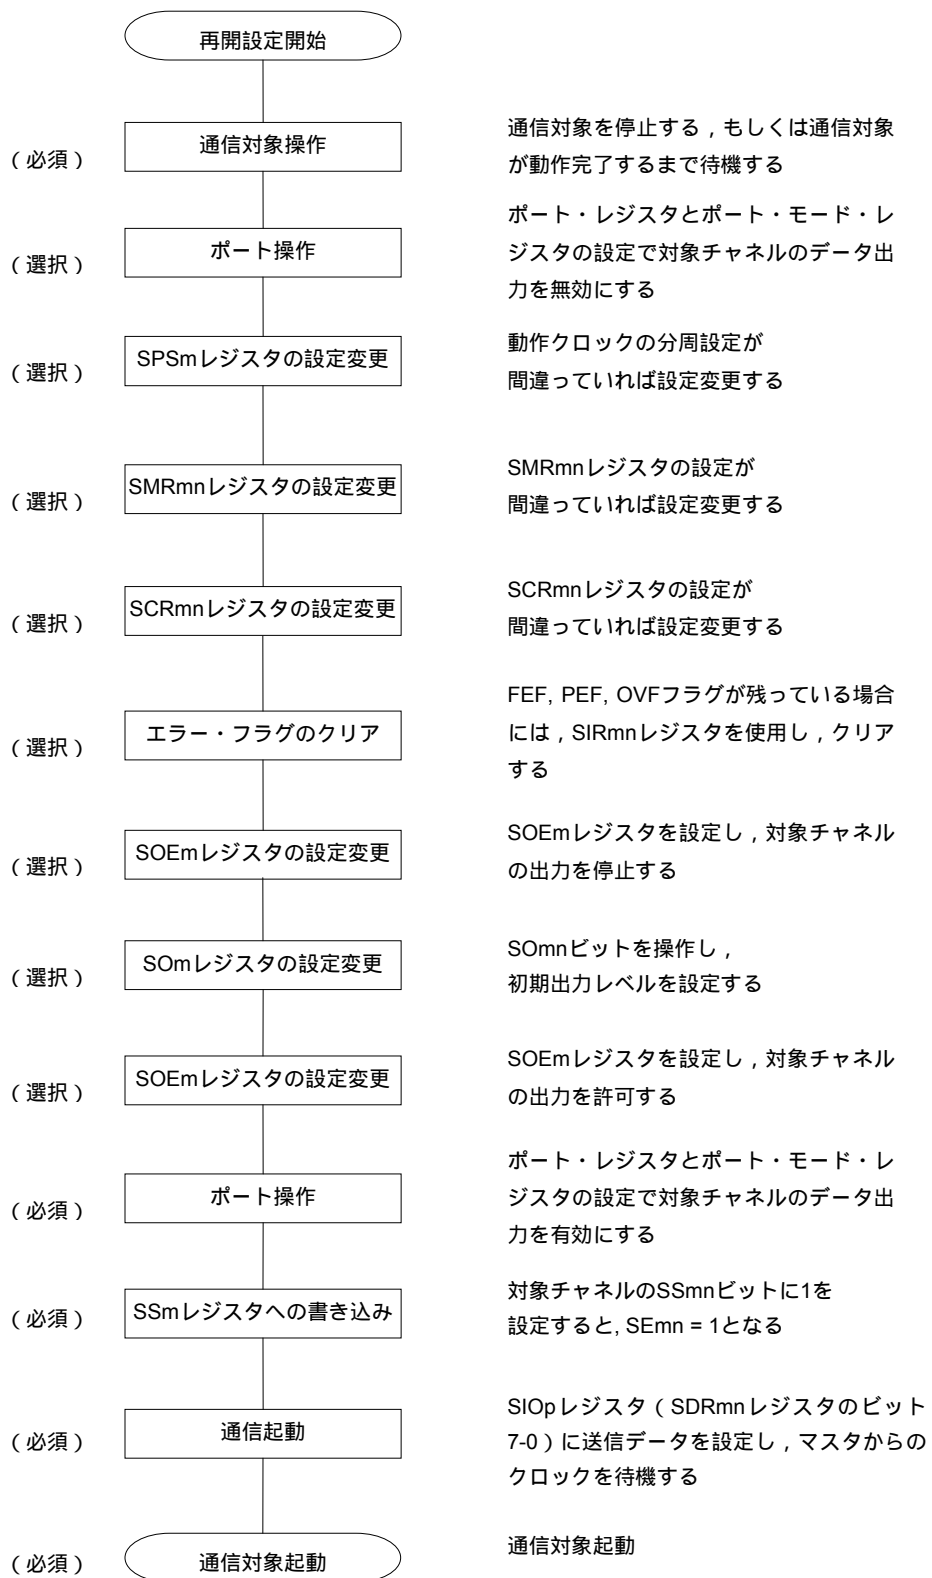 再開設定開始
（必須）
通信対象操作
通信対象を停止する，もしくは通信対象
が動作完了するまで待機する
（選択）
ポート操作
ポート・レジスタとポート・モード・レ
ジスタの設定で対象チャネルのデータ出
力を無効にする
（選択）
SPSmレジスタの設定変更
動作クロックの分周設定が
間違っていれば設定変更する
（選択）
SMRmnレジスタの設定変更
SMRmnレジスタの設定が
間違っていれば設定変更する
（選択）
SCRmnレジスタの設定変更
SCRmnレジスタの設定が
間違っていれば設定変更する
（選択）
エラー・フラグのクリア
FEF, PEF, OVFフラグが残っている場合
には，SIRmnレジスタを使用し，クリア
する
（選択）
SOEmレジスタの設定変更
SOEmレジスタを設定し，対象チャネル
の出力を停止する
（選択）
SOmレジスタの設定変更
SOmnビットを操作し，
初期出力レベルを設定する
（選択）
SOEmレジスタの設定変更
SOEmレジスタを設定し，対象チャネル
の出力を許可する
（必須）
ポート操作
ポート・レジスタとポート・モード・レ
ジスタの設定で対象チャネルのデータ出
力を有効にする
（必須）
SSmレジスタへの書き込み
対象チャネルのSSmnビットに1を
設定すると, SEmn = 1となる
（必須）
通信起動
SIOpレジスタ（SDRmnレジスタのビット
7-0）に送信データを設定し，マスタからの
クロックを待機する
（必須）
通信対象起動
通信対象起動